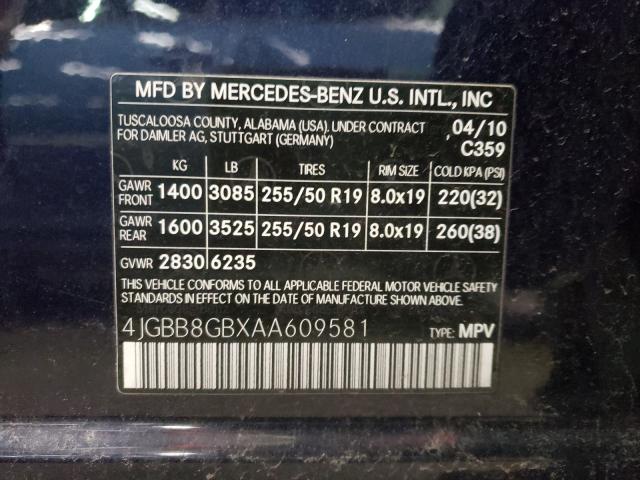 MFD BY MERCEDES-BENZ U.S. INTL., INC
TUSCALOOSA COUNTY, ALABAMA (USA), UNDER CONTRACT
FOR DAIMLER AG, STUTTGART (GERMANY)
, 04/10
C359
KG LB TIRES RIM SIZE COLD KPA (PSI)
GAWR FRONT 1400 3085 255/50 R19 8.0x19 220(32)
GAWR REAR 1600 3525 255/50 R19 8.0x19 260(38)
GVWR 2830 6235
THIS VEHICLE CONFORMS TO ALL APPLICABLE FEDERAL MOTOR VEHICLE SAFETY
STANDARDS IN EFFECT ON THE DATE OF MANUFACTURE SHOWN ABOVE.
4JGBB8GBXAA609581 TYPE: MPV